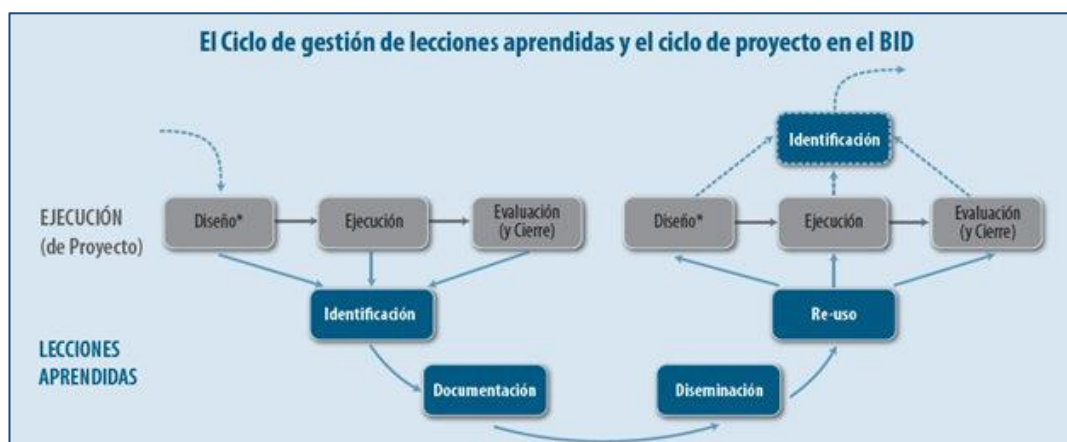 El Ciclo de gestión de lecciones aprendidas y el ciclo de proyecto en el BID
Identificación
EJECUCIÓN
(de Proyecto)
Diseño*
Ejecución
Evaluación
(y Cierre)
Diseño*
Ejecución
Evaluación
(y Cierre)
Identificación
Re-uso
LECCIONES
APRENDIDAS
Documentación
Diseminación